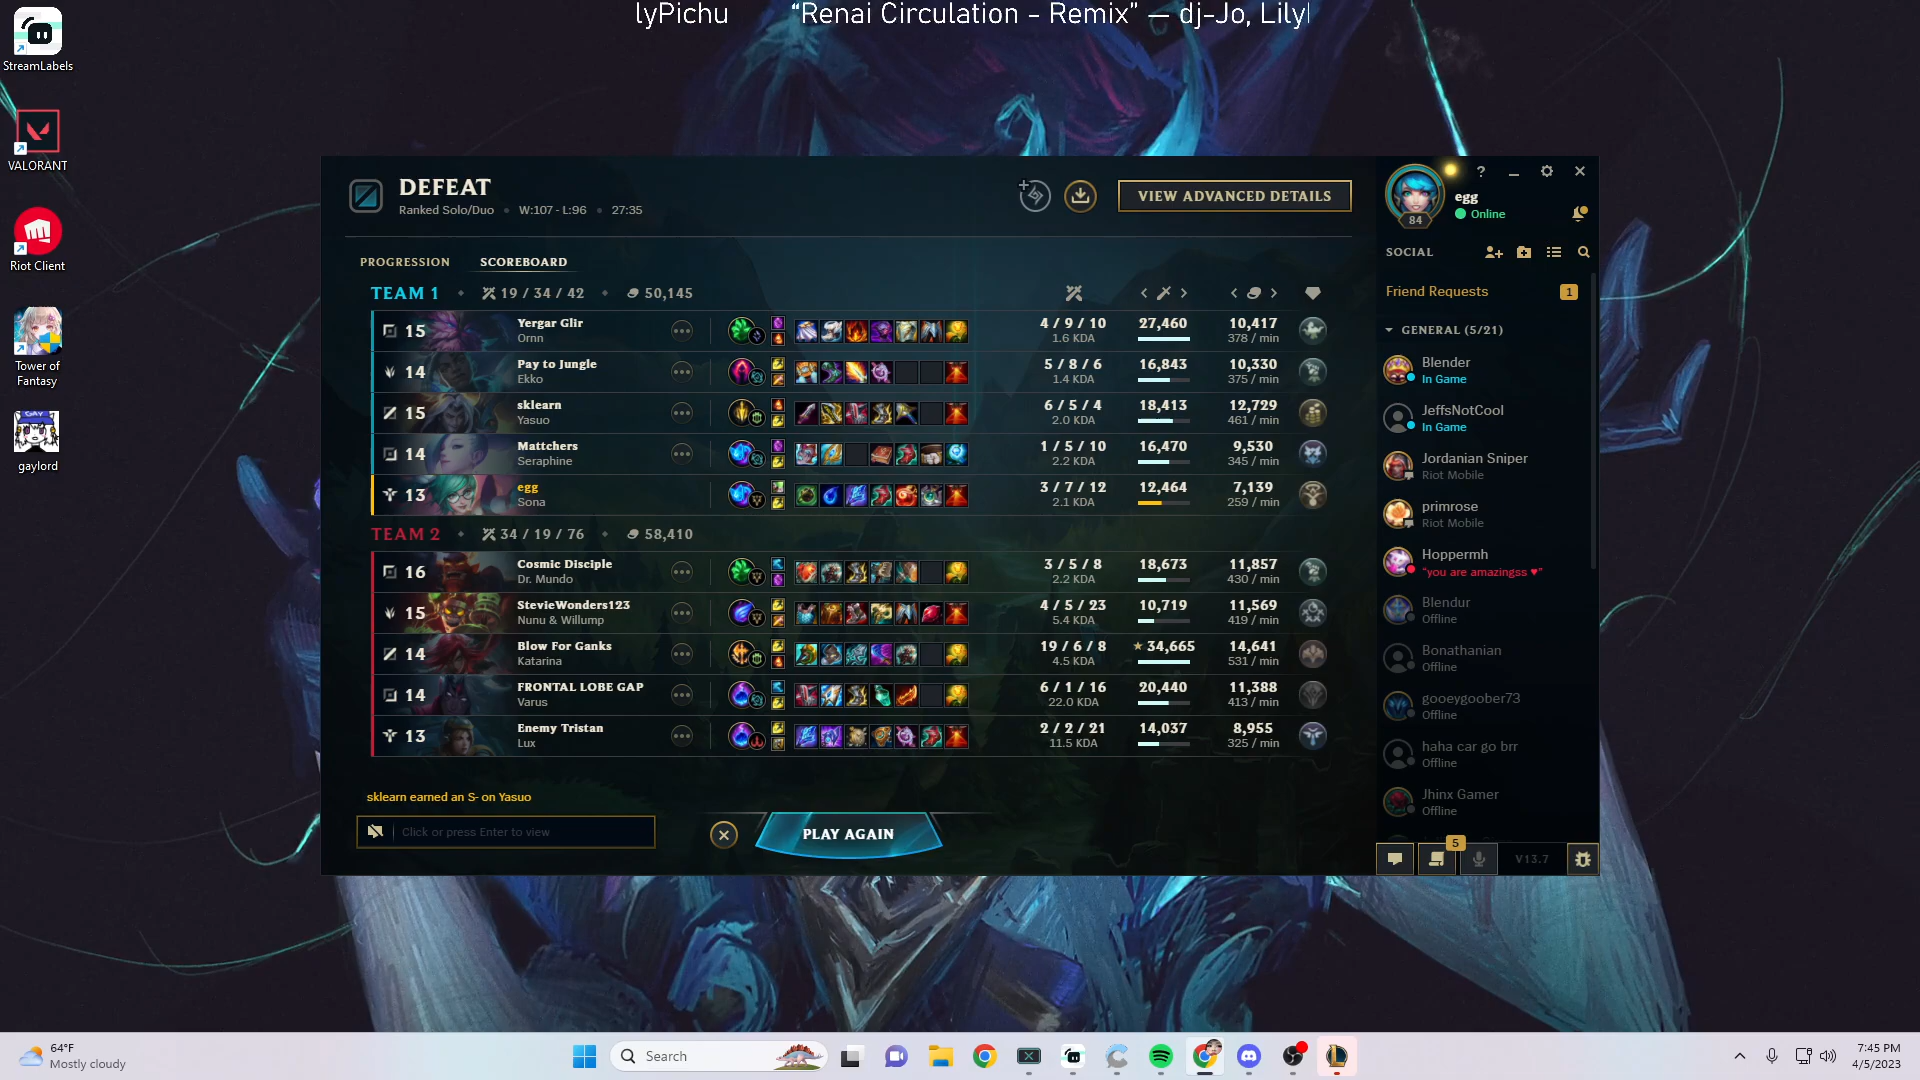 lyPichu “Renai Circulation - Remix” — dj-Jo, Lilyl
StreamLabels
VALORANT
Riot Client
Tower of
Fantasy
GAY
gaylord
DEFEAT
Ranked Solo/Duo • W:107 - L:96 • 27:35
VIEW ADVANCED DETAILS
PROGRESSION SCOREBOARD
TEAM 1 19 / 34 / 42 50,145
15 Yergar Glir 4 / 9 / 10 27,460 10,417
Ornn 1.6 KDA 378 / min
14 Pay to Jungle 5 / 8 / 6 16,843 10,330
Ekko 1.4 KDA 375 / min
15 sklearn 6 / 5 / 4 18,413 12,729
Yasuo 2.0 KDA 461 / min
14 Mattchers 1 / 5 / 10 16,470 9,530
Seraphine 2.2 KDA 345 / min
13 egg 3 / 7 / 12 12,464 7,139
Sona 2.1 KDA 259 / min
TEAM 2 34 / 19 / 76 58,410
16 Cosmic Disciple 3 / 5 / 8 18,673 11,857
Dr. Mundo 2.2 KDA 430 / min
15 StevieWonders123 4 / 5 / 23 10,719 11,569
Nunu & Willump 5.4 KDA 419 / min
14 Blow For Ganks 19 / 6 / 8 34,665 14,641
Katarina 4.5 KDA 531 / min
14 FRONTAL LOBE GAP 6 / 1 / 16 20,440 11,388
Varus 22.0 KDA 413 / min
13 Enemy Tristan 2 / 2 / 21 14,037 8,955
Lux 11.5 KDA 325 / min
sklearn earned an S- on Yasuo
Click or press Enter to view
PLAY AGAIN
84
egg
Online
SOCIAL
Friend Requests 1
GENERAL (5/21)
Blender
In Game
JeffsNotCool
In Game
Jordanian Sniper
Riot Mobile
primrose
Riot Mobile
Hoppermh
“you are amazingss ♥”
Blendur
Offline
Bonathanian
Offline
gooeygoober73
Offline
haha car go brr
Offline
Jhinx Gamer
Offline
5
V13.7
64°F
Mostly cloudy
Search
7:45 PM
4/5/2023